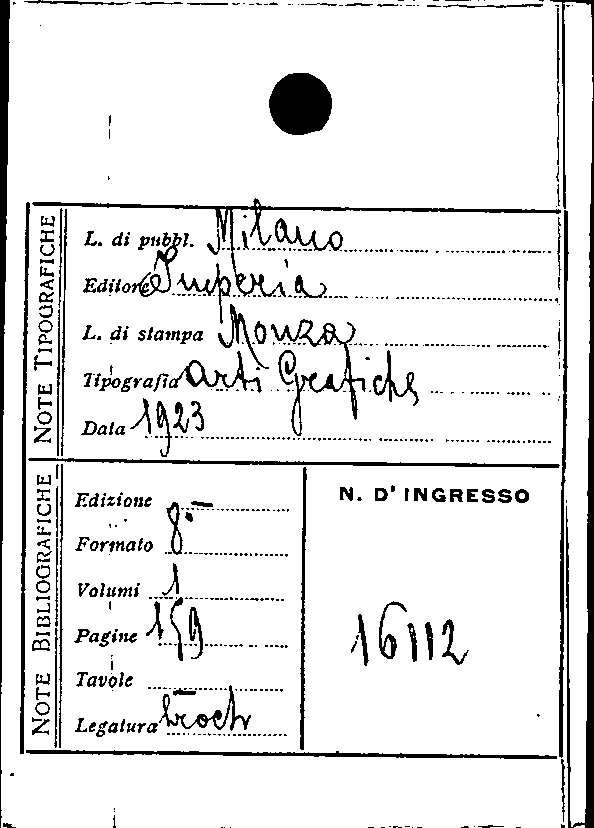 NOTE TIPOGRAFICHE
L. di pubbl. Milano
Editore Imperia
L. di stampa Monza
Tipografia Arti Grafiche
Data 1923
NOTE BIBLIOGRAFICHE
Edizione —
Formato 8°
Volumi 1
Pagine 159
Tavole —
Legatura broch
N. D' INGRESSO
16112